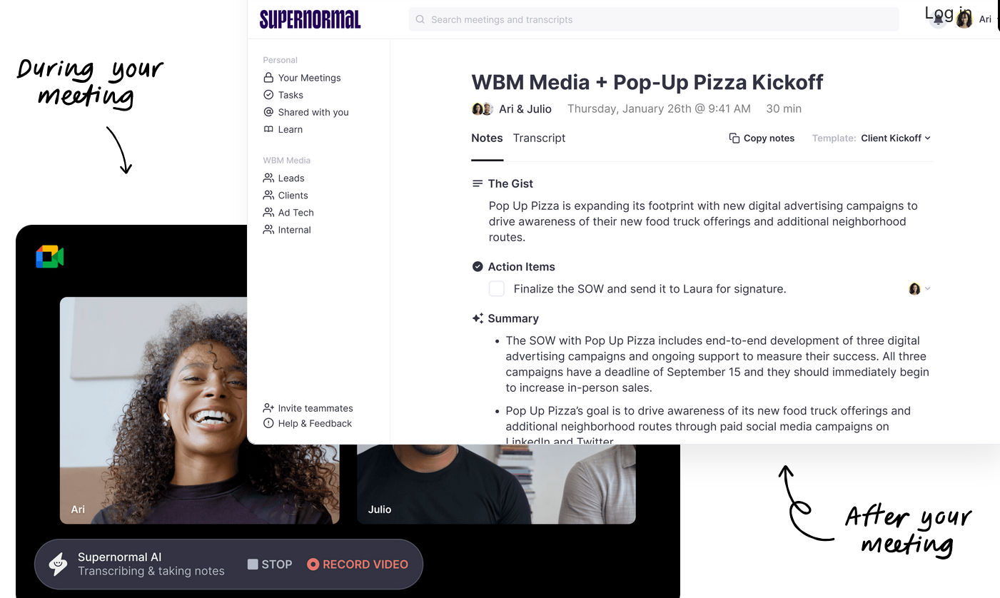 During your
meeting
SUPERNORMAL
Search meetings and transcripts
Log in
Ari
Personal
Your Meetings
Tasks
Shared with you
Learn
WBM Media
Leads
Clients
Ad Tech
Internal
Invite teammates
Help & Feedback
WBM Media + Pop-Up Pizza Kickoff
Ari & Julio Thursday, January 26th @ 9:41 AM 30 min
Notes Transcript Copy notes Template: Client Kickoff
The Gist
Pop Up Pizza is expanding its footprint with new digital advertising campaigns to
drive awareness of their new food truck offerings and additional neighborhood
routes.
Action Items
Finalize the SOW and send it to Laura for signature.
Summary
• The SOW with Pop Up Pizza includes end-to-end development of three digital
advertising campaigns and ongoing support to measure their success. All three
campaigns have a deadline of September 15 and they should immediately begin
to increase in-person sales.
• Pop Up Pizza’s goal is to drive awareness of its new food truck offerings and
additional neighborhood routes through paid social media campaigns on
LinkedIn and Twitter
Ari
Julio
Supernormal AI
Transcribing & taking notes
STOP
RECORD VIDEO
After your
meeting